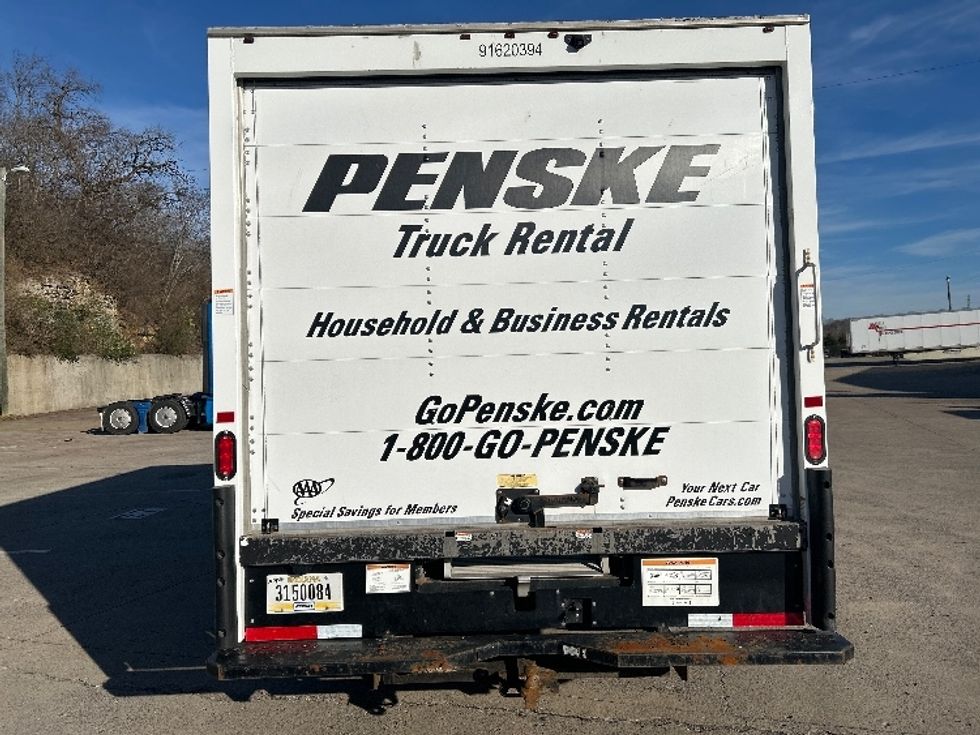 91620394
PENSKE
Truck Rental
Household & Business Rentals
GoPenske.com
1-800-GO-PENSKE
AAA
Special Savings for Members
Your Next Car
PenskeCars.com
3150084